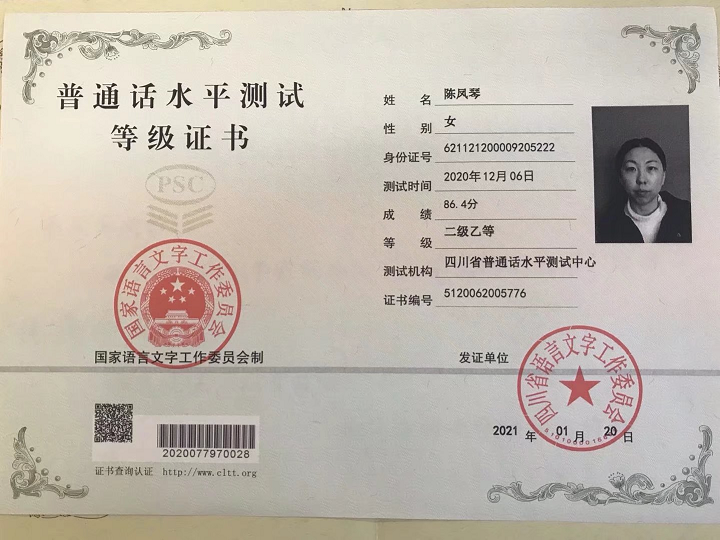 普通话水平测试
等级证书
PSC
国家语言文字工作委员会
国家语言文字工作委员会制
2020077970028
证书查询认证 http://www.cltt.org
姓 名 陈凤琴
性 别 女
身份证号 621121200009205222
测试时间 2020年12月06日
成 绩 86.4分
等 级 二级乙等
测试机构 四川省普通话水平测试中心
证书编号 5120062005776
发证单位
四川省语言文字工作委员会
2021 年 01 月 20 日